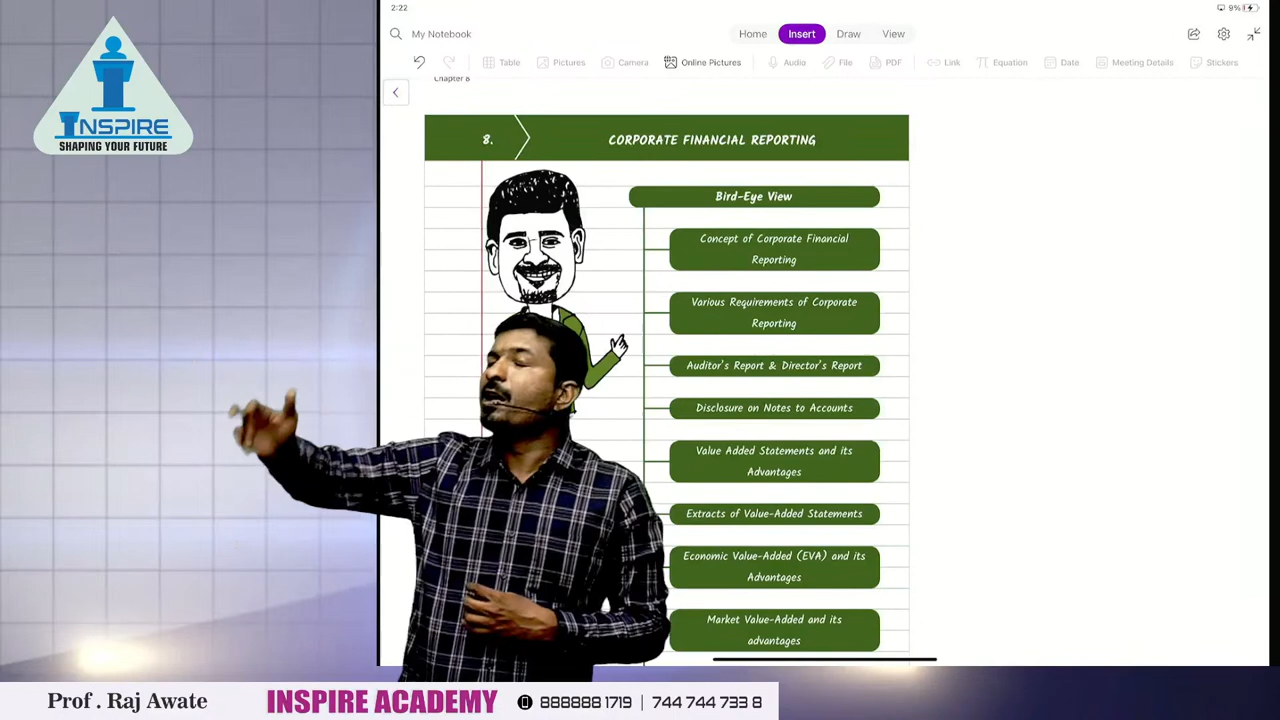 2:22
9%
My Notebook
Home
Insert
Draw
View
Table
Pictures
Camera
Online Pictures
Audio
File
PDF
Link
Equation
Date
Meeting Details
Stickers
INSPIRE
SHAPING YOUR FUTURE
Chapter 8
8.
CORPORATE FINANCIAL REPORTING
Bird-Eye View
Concept of Corporate Financial
Reporting
Various Requirements of Corporate
Reporting
Auditor's Report & Director's Report
Disclosure on Notes to Accounts
Value Added Statements and its
Advantages
Extracts of Value-Added Statements
Economic Value-Added (EVA) and its
Advantages
Market Value-Added and its
advantages
Prof . Raj Awate
INSPIRE ACADEMY
888888 1719 | 744 744 733 8